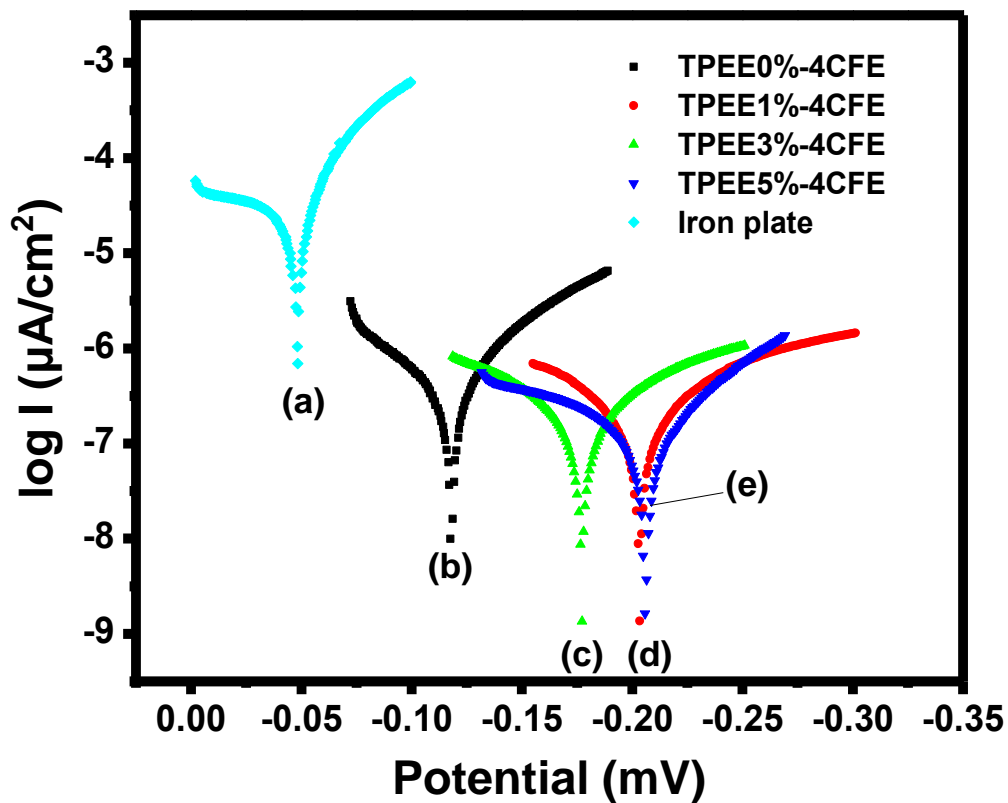 TPEE0%-4CFE
TPEE1%-4CFE
TPEE3%-4CFE
TPEE5%-4CFE
Iron plate
log I (μA/cm²)
-3
-4
-5
-6
-7
-8
-9
(a)
(b)
(c)
(d)
(e)
0.00 -0.05 -0.10 -0.15 -0.20 -0.25 -0.30 -0.35
Potential (mV)